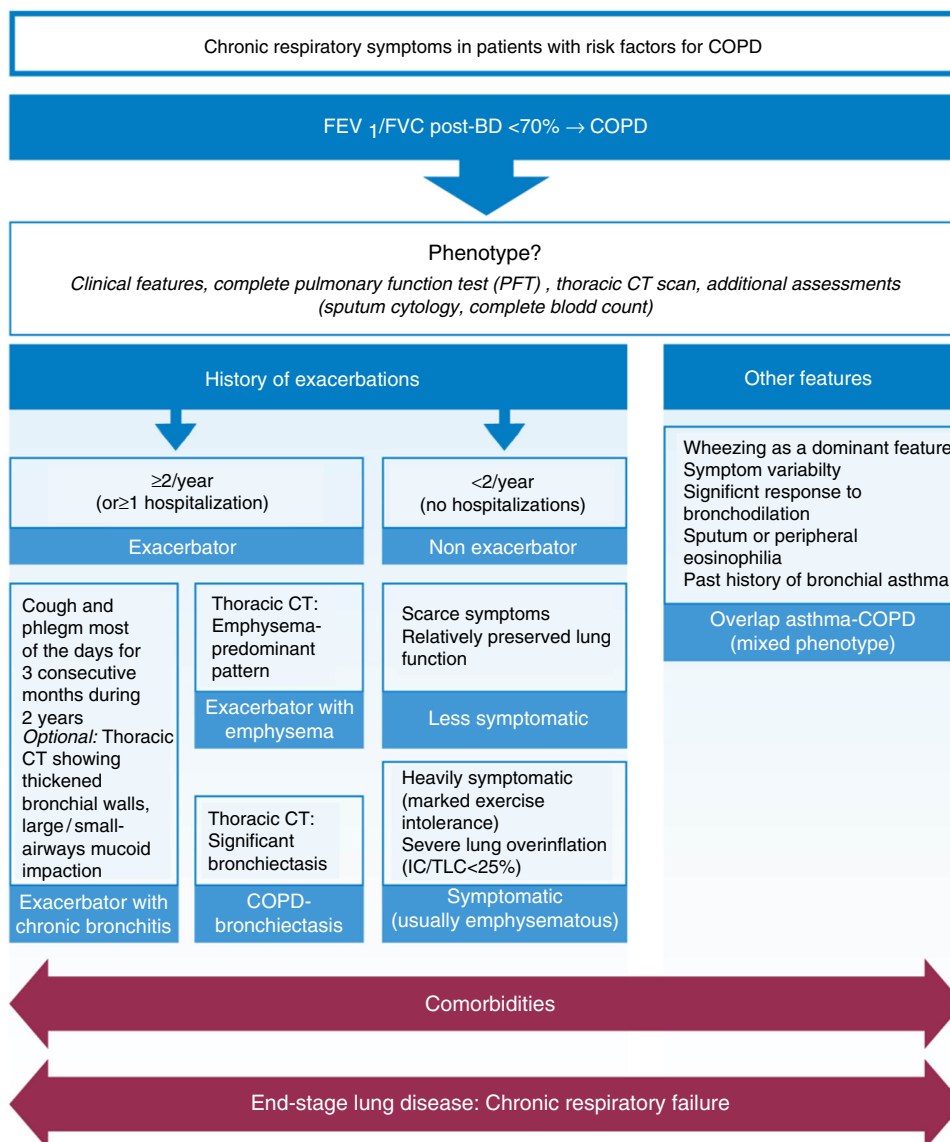 Chronic respiratory symptoms in patients with risk factors for COPD
FEV 1/FVC post-BD <70% → COPD
Phenotype?
Clinical features, complete pulmonary function test (PFT) , thoracic CT scan, additional assessments
(sputum cytology, complete blodd count)
History of exacerbations
≥2/year
(or≥1 hospitalization)
Exacerbator
<2/year
(no hospitalizations)
Non exacerbator
Cough and
phlegm most
of the days for
3 consecutive
months during
2 years
Optional: Thoracic
CT showing
thickened
bronchial walls,
large/small-
airways mucoid
impaction
Exacerbator with
chronic bronchitis
Thoracic CT:
Emphysema-
predominant
pattern
Exacerbator with
emphysema
Thoracic CT:
Significant
bronchiectasis
COPD-
bronchiectasis
Scarce symptoms
Relatively preserved lung
function
Less symptomatic
Heavily symptomatic
(marked exercise
intolerance)
Severe lung overinflation
(IC/TLC<25%)
Symptomatic
(usually emphysematous)
Other features
Wheezing as a dominant feature
Symptom variabilty
Significnt response to
bronchodilation
Sputum or peripheral
eosinophilia
Past history of bronchial asthma
Overlap asthma-COPD
(mixed phenotype)
Comorbidities
End-stage lung disease: Chronic respiratory failure